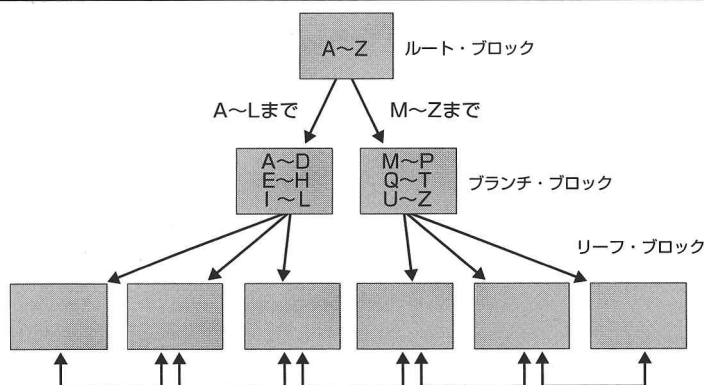 A～Z
ルート・ブロック
A～Lまで
M～Zまで
A～D
E～H
I～L
M～P
Q～T
U～Z
ブランチ・ブロック
リーフ・ブロック